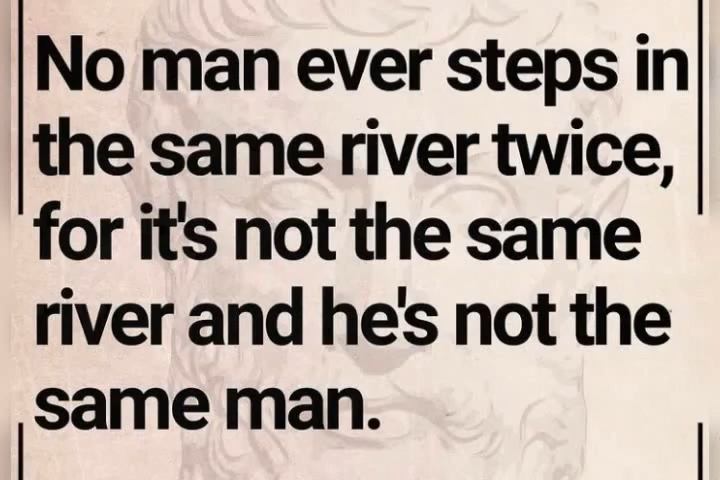 No man ever steps in
the same river twice,
for it's not the same
river and he's not the
same man.